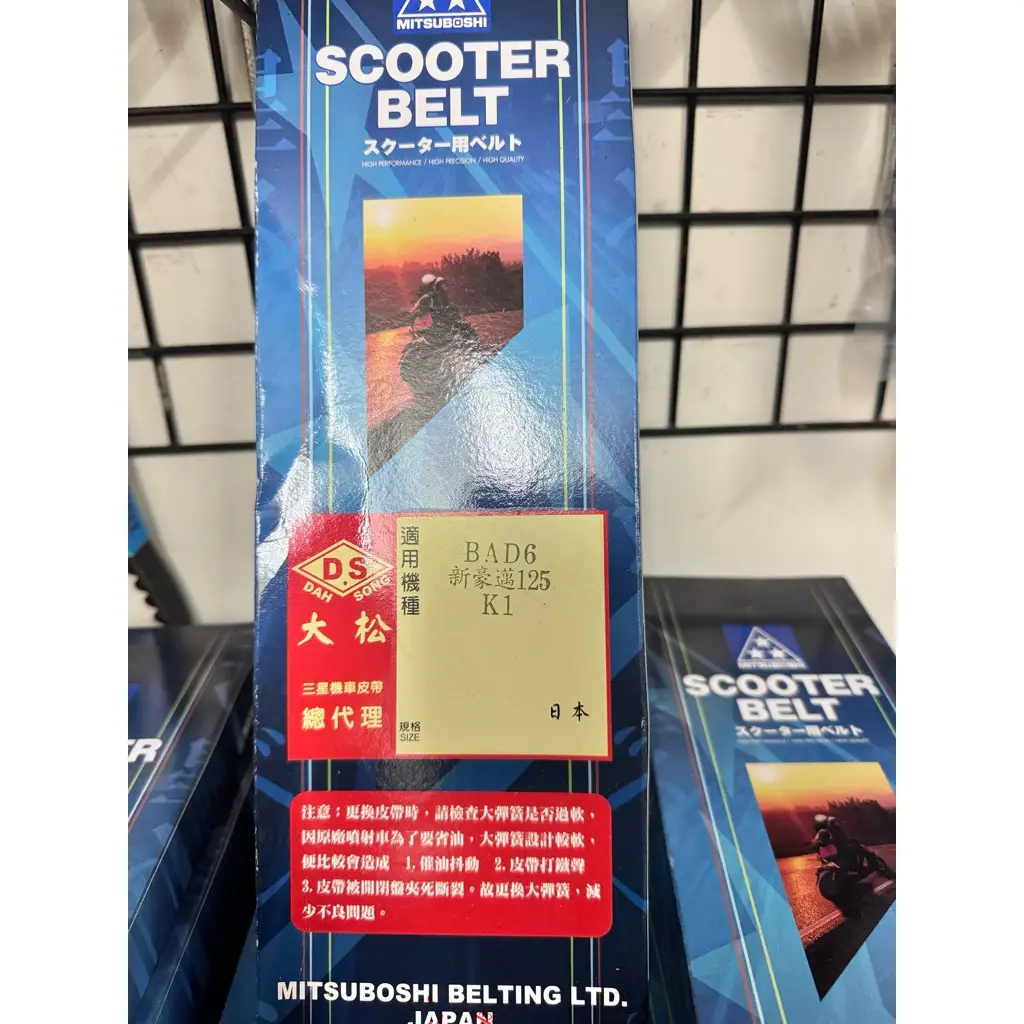 MITSUBOSHI
SCOOTER
BELT
スクーター用ベルト
HIGH PERFORMANCE / HIGH PRECISION / HIGH QUALITY
D.S
DAH SONG
大松
三星機車皮帶
總代理
適用機種
BAD6
新豪邁125
K1
規格
SIZE
日本
注意：更換皮帶時，請檢查大彈簧是否過軟，
因原廠噴射車為了要省油，大彈簧設計較軟，
便比較會造成 1.催油抖動 2.皮帶打鐵聲
3.皮帶被開閉盤夾死斷裂。故更換大彈簧，減
少不良問題。
MITSUBOSHI BELTING LTD.
JAPAN
ER
MITSUBOSHI
SCOOTER
BELT
スクーター用ベルト